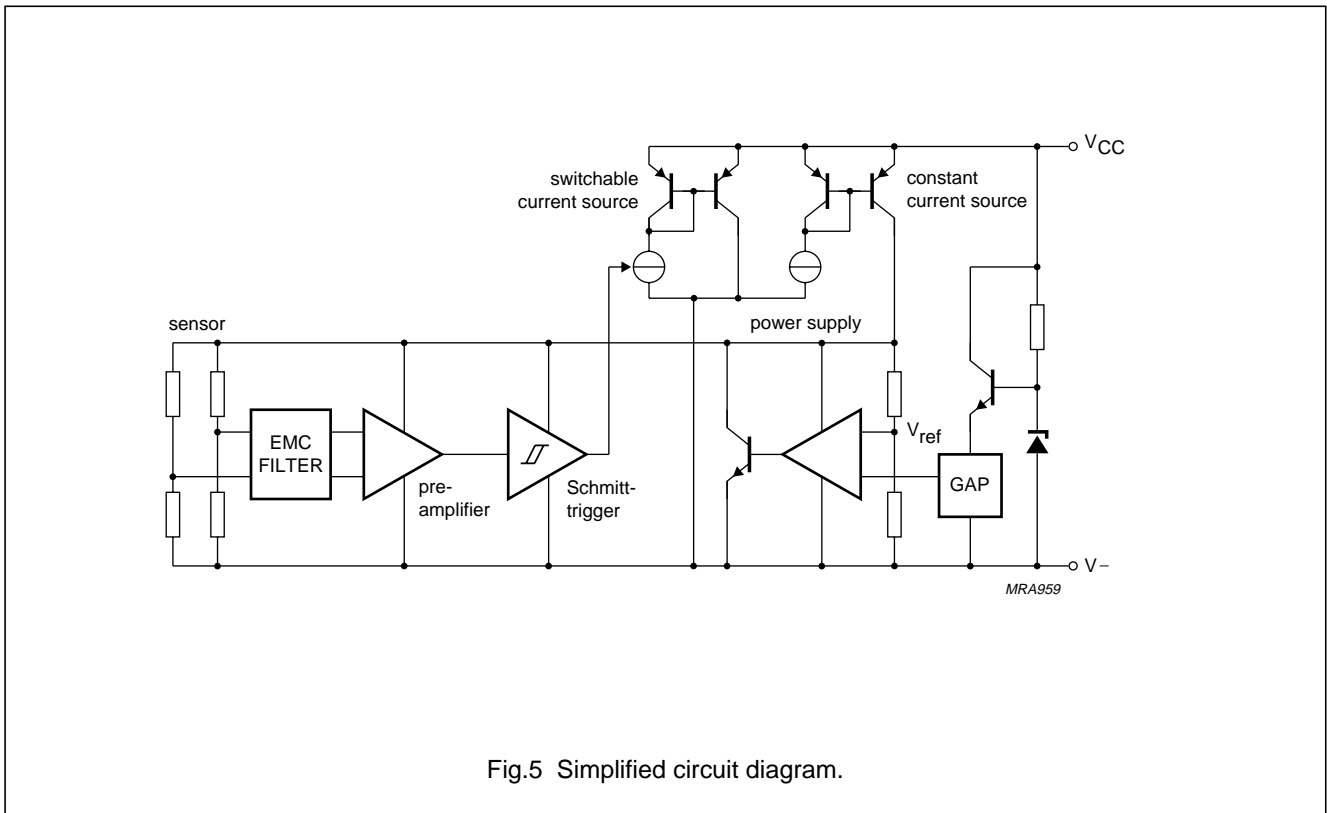 switchable
current source
constant
current source
VCC
sensor
power supply
EMC
FILTER
pre-
amplifier
Schmitt-
trigger
Vref
GAP
V−
MRA959
Fig.5 Simplified circuit diagram.